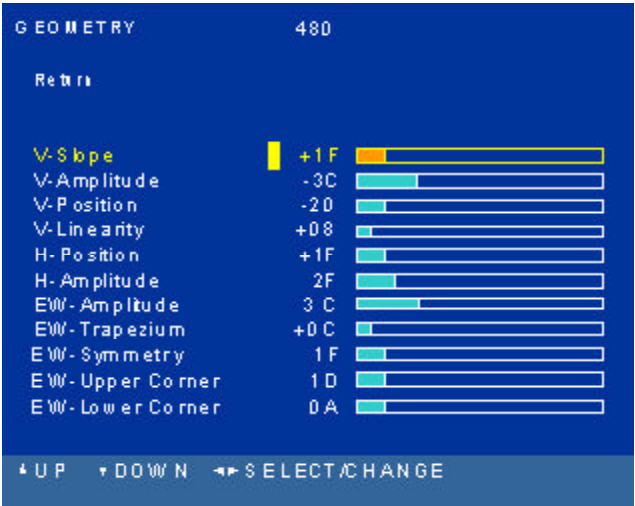 GEOMETRY 480
Return
V-Slope +1F
V-Amplitude -3C
V-Position -20
V-Linearity +08
H-Position +1F
H-Amplitude 2F
EW-Amplitude 3C
EW-Trapezium +0C
EW-Symmetry 1F
EW-Upper Corner 1D
EW-Lower Corner 0A
▲UP ▼DOWN ◄►SELECT/CHANGE